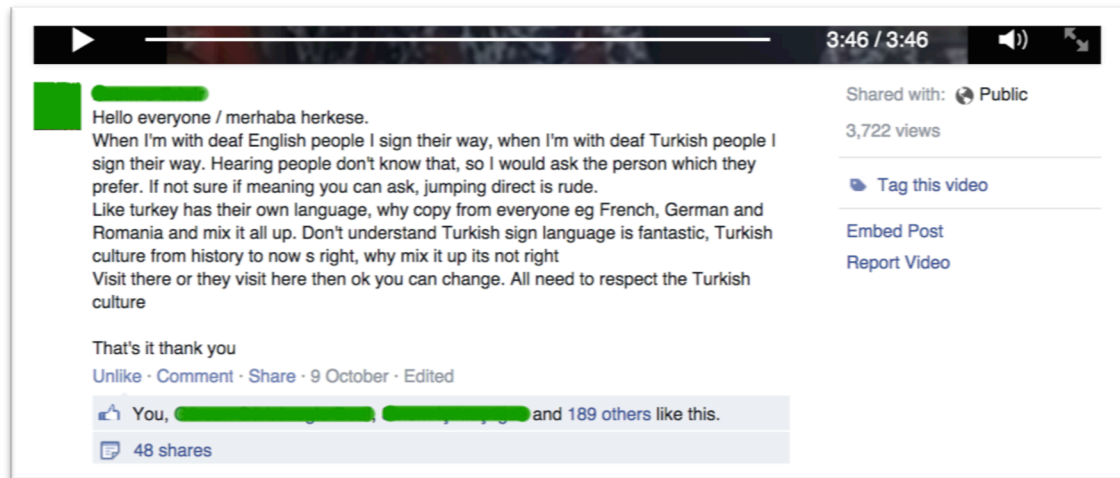 3:46 / 3:46
Hello everyone / merhaba herkese.
When I'm with deaf English people I sign their way, when I'm with deaf Turkish people I
sign their way. Hearing people don't know that, so I would ask the person which they
prefer. If not sure if meaning you can ask, jumping direct is rude.
Like turkey has their own language, why copy from everyone eg French, German and
Romania and mix it all up. Don't understand Turkish sign language is fantastic, Turkish
culture from history to now s right, why mix it up its not right
Visit there or they visit here then ok you can change. All need to respect the Turkish
culture
That's it thank you
Unlike · Comment · Share · 9 October · Edited
You, , and 189 others like this.
48 shares
Shared with: Public
3,722 views
Tag this video
Embed Post
Report Video